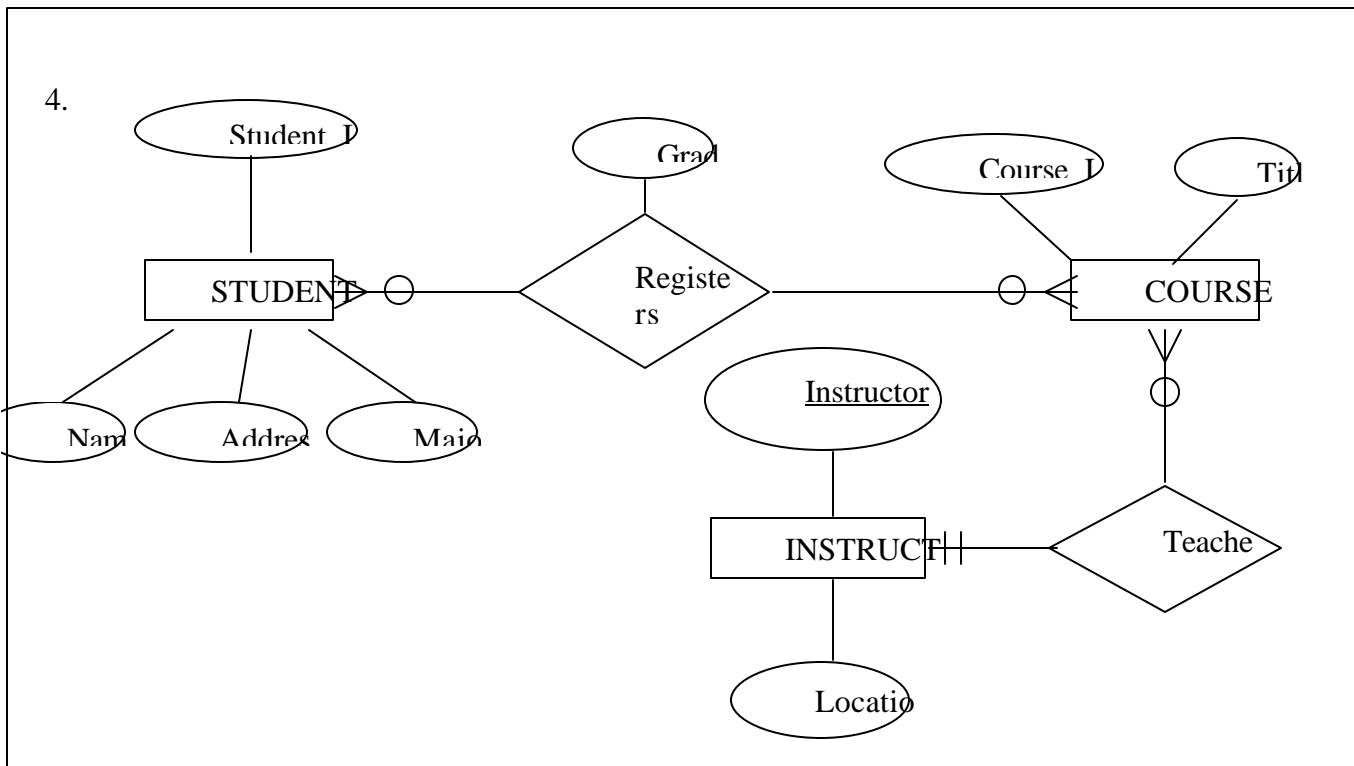 4.
Student_I
Grad
Course_I
Titl
STUDENT
Registe
rs
COURSE
Instructor
Nam
Addres
Majo
INSTRUCT
Teache
Locatio